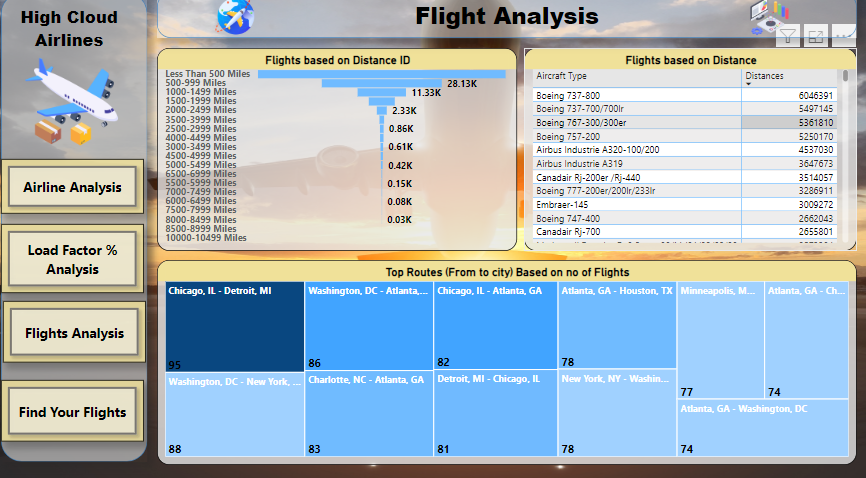 High Cloud
Airlines
Flight Analysis
Airline Analysis
Load Factor %
Analysis
Flights Analysis
Find Your Flights
Flights based on Distance ID
Less Than 500 Miles
500-999 Miles 28.13K
1000-1499 Miles 11.33K
1500-1999 Miles
2000-2499 Miles 2.33K
3500-3999 Miles
2500-2999 Miles 0.86K
4000-4499 Miles
3000-3499 Miles 0.61K
4500-4999 Miles
5000-5499 Miles 0.42K
6500-6999 Miles
5500-5999 Miles 0.15K
7000-7499 Miles
6000-6499 Miles 0.08K
7500-7999 Miles
8000-8499 Miles 0.03K
8500-8999 Miles
10000-10499 Miles
Flights based on Distance
Aircraft Type Distances
Boeing 737-800 6046391
Boeing 737-700/700lr 5497145
Boeing 767-300/300er 5361810
Boeing 757-200 5250170
Airbus Industrie A320-100/200 4537030
Airbus Industrie A319 3647673
Canadair Rj-200er /Rj-440 3514057
Boeing 777-200er/200lr/233lr 3286911
Embraer-145 3009272
Boeing 747-400 2662043
Canadair Rj-700 2655801
Top Routes (From to city) Based on no of Flights
Chicago, IL - Detroit, MI
95
Washington, DC - New York, ...
88
Washington, DC - Atlanta,...
86
Charlotte, NC - Atlanta, GA
83
Chicago, IL - Atlanta, GA
82
Detroit, MI - Chicago, IL
81
Atlanta, GA - Houston, TX
78
New York, NY - Washin...
78
Minneapolis, M...
77
Atlanta, GA - Ch...
74
Atlanta, GA - Washington, DC
74